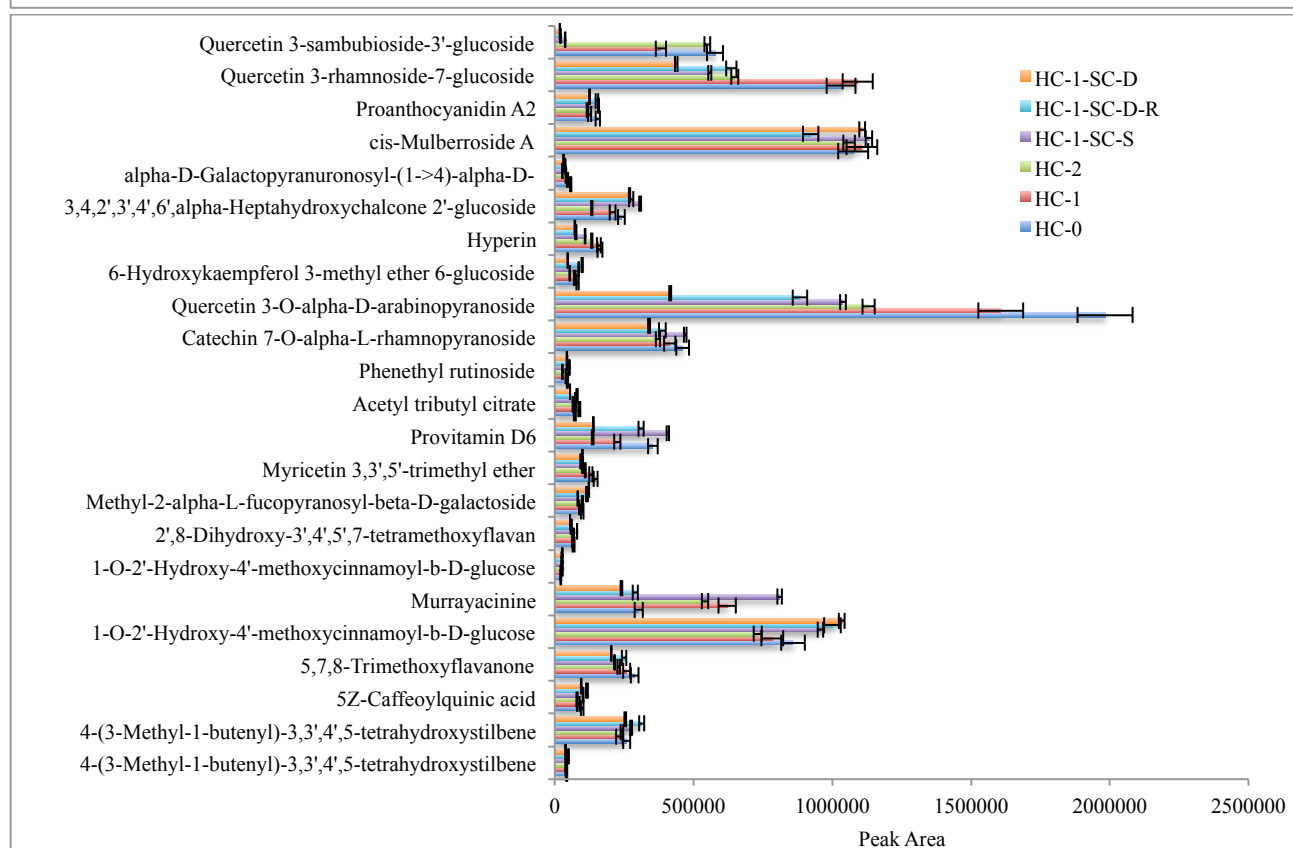 Quercetin 3-sambubioside-3'-glucoside
Quercetin 3-rhamnoside-7-glucoside
Proanthocyanidin A2
cis-Mulberroside A
alpha-D-Galactopyranuronosyl-(1->4)-alpha-D-
3,4,2',3',4',6',alpha-Heptahydroxychalcone 2'-glucoside
Hyperin
6-Hydroxykaempferol 3-methyl ether 6-glucoside
Quercetin 3-O-alpha-D-arabinopyranoside
Catechin 7-O-alpha-L-rhamnopyranoside
Phenethyl rutinoside
Acetyl tributyl citrate
Provitamin D6
Myricetin 3,3',5'-trimethyl ether
Methyl-2-alpha-L-fucopyranosyl-beta-D-galactoside
2',8-Dihydroxy-3',4',5',7-tetramethoxyflavan
1-O-2'-Hydroxy-4'-methoxycinnamoyl-b-D-glucose
Murrayacinine
1-O-2'-Hydroxy-4'-methoxycinnamoyl-b-D-glucose
5,7,8-Trimethoxyflavanone
5Z-Caffeoylquinic acid
4-(3-Methyl-1-butenyl)-3,3',4',5-tetrahydroxystilbene
4-(3-Methyl-1-butenyl)-3,3',4',5-tetrahydroxystilbene
HC-1-SC-D
HC-1-SC-D-R
HC-1-SC-S
HC-2
HC-1
HC-0
0 500000 1000000 1500000 2000000 2500000
Peak Area